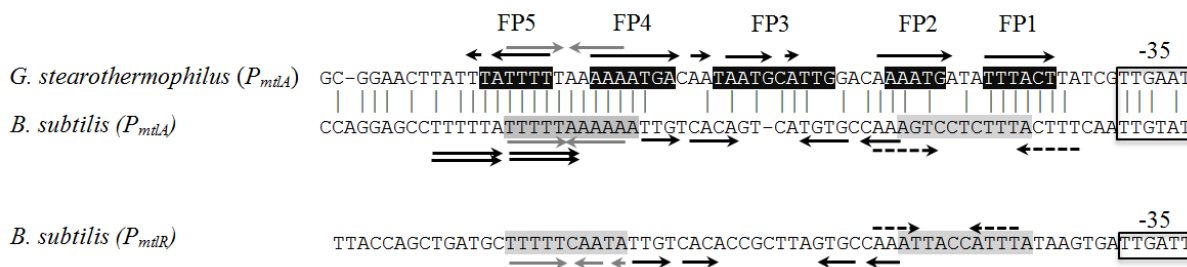 FP5 FP4 FP3 FP2 FP1
-35
G. stearothermophilus (PmtlA) GC-GGAACTTATTTATTTTTAAAAAATGACAATAATGCATTGGACAAAATGATATTTACTTATCGTTGAAT
B. subtilis (PmtlA) CCAGGAGCCTTTTTATTTTTAAAAAATTGTCACAGT-CATGTGCCAAAGTCCTCTTTACTTTCAATTGTAT
-35
B. subtilis (PmtlR) TTACCAGCTGATGCTTTTTCAATATTGTCACACCGCTTAGTGCCAAATTACCATTTATAAGTGATTGATT